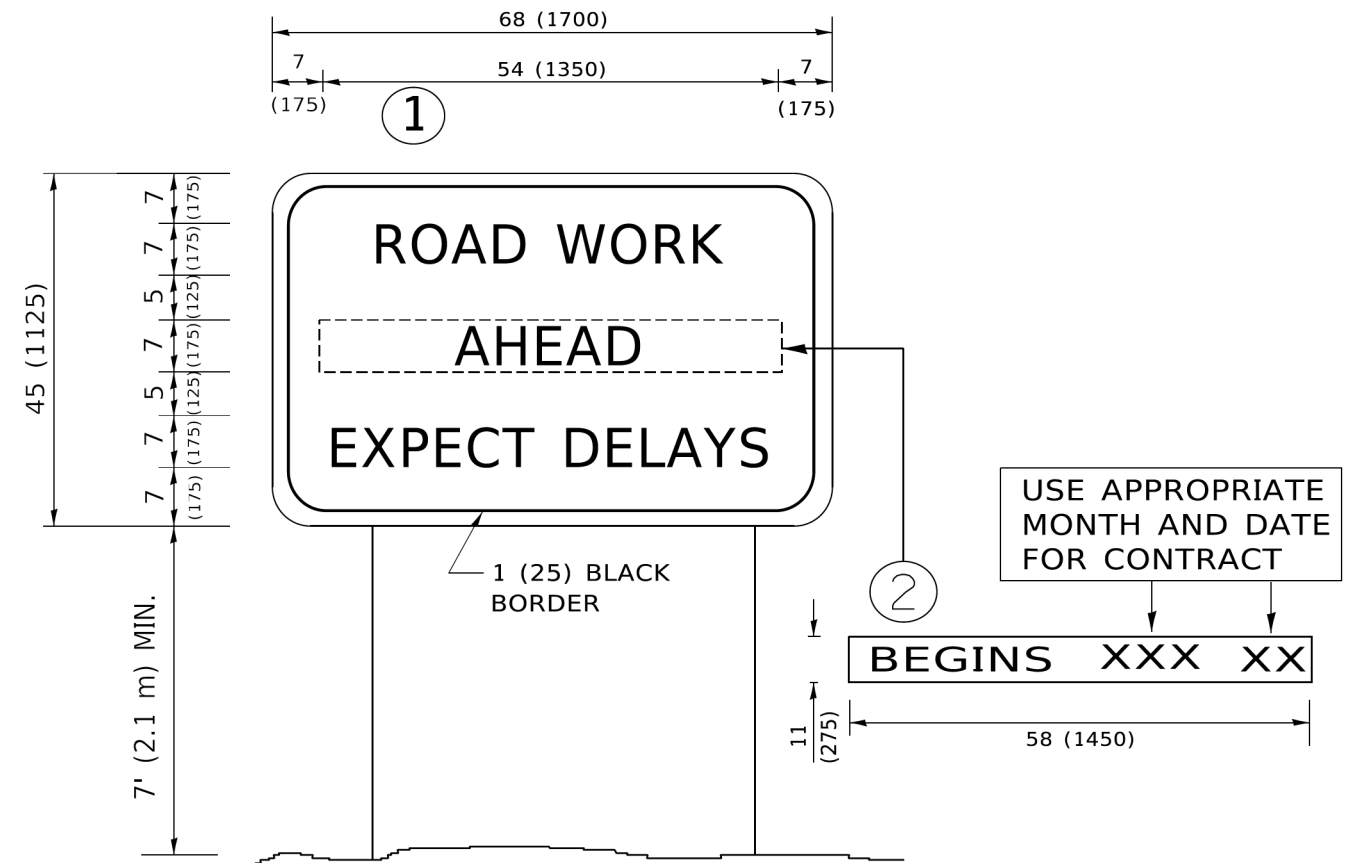 68 (1700)
7
54 (1350)
7
(175)
(175)
1
45 (1125)
7 (175)
7 (175)
5 (125)
7 (175)
5 (125)
7 (175)
7 (175)
ROAD WORK
AHEAD
EXPECT DELAYS
1 (25) BLACK
BORDER
7' (2.1 m) MIN.
2
USE APPROPRIATE
MONTH AND DATE
FOR CONTRACT
BEGINS XXX XX
11
(275)
58 (1450)